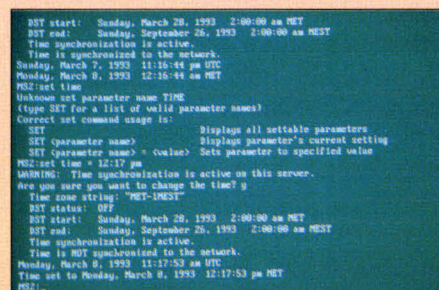 DST start: Sunday, March 28, 1993 2:00:00 am MET
DST end: Sunday, September 26, 1993 2:00:00 am MEST
Time synchronization is active.
Time is synchronized to the network.
Sunday, March 7, 1993 11:16:44 pm UTC
Monday, March 8, 1993 12:16:44 am MET
MS2:set time
Unknown set parameter name TIME
(type SET for a list of valid parameter names)
Correct set command usage is:
SET Displays all settable parameters
SET <parameter name> Displays parameter's current setting
SET <parameter name> = <value> Sets parameter to specified value
MS2:set time = 12:17 pm
WARNING: Time synchronization is active on this server.
Are you sure you want to change the time? y
Time zone string: "MET-1MEST"
DST status: OFF
DST start: Sunday, March 28, 1993 2:00:00 am MET
DST end: Sunday, September 26, 1993 2:00:00 am MEST
Time synchronization is active.
Time is NOT synchronized to the network.
Monday, March 8, 1993 11:17:53 am UTC
Time set to Monday, March 8, 1993 12:17:53 pm MET
MS2: